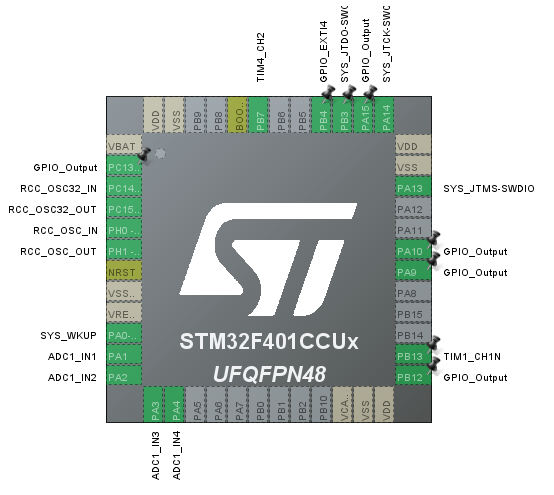 TIM4_CH2
GPIO_EXTI4
SYS_JTDO-SWO
GPIO_Output
SYS_JTCK-SWC
VDD
VSS
PB9
PB8
BOO..
PB7
PB6
PB5
PB4
PB3
PA15
PA14
VBAT
VDD
GPIO_Output
PC13..
VSS
RCC_OSC32_IN
PC14..
PA13
SYS_JTMS-SWDIO
RCC_OSC32_OUT
PC15..
PA12
RCC_OSC_IN
PH0 -..
PA11
RCC_OSC_OUT
PH1 -..
PA10
GPIO_Output
NRST
PA9
GPIO_Output
VSS..
PA8
VRE..
PB15
SYS_WKUP
PA0-..
PB14
ADC1_IN1
PA1
PB13
TIM1_CH1N
ADC1_IN2
PA2
PB12
GPIO_Output
ST
STM32F401CCUx
UFQFPN48
PA3
PA4
PA5
PA6
PA7
PB0
PB1
PB2
PB10
VCA..
VSS
VDD
ADC1_IN3
ADC1_IN4